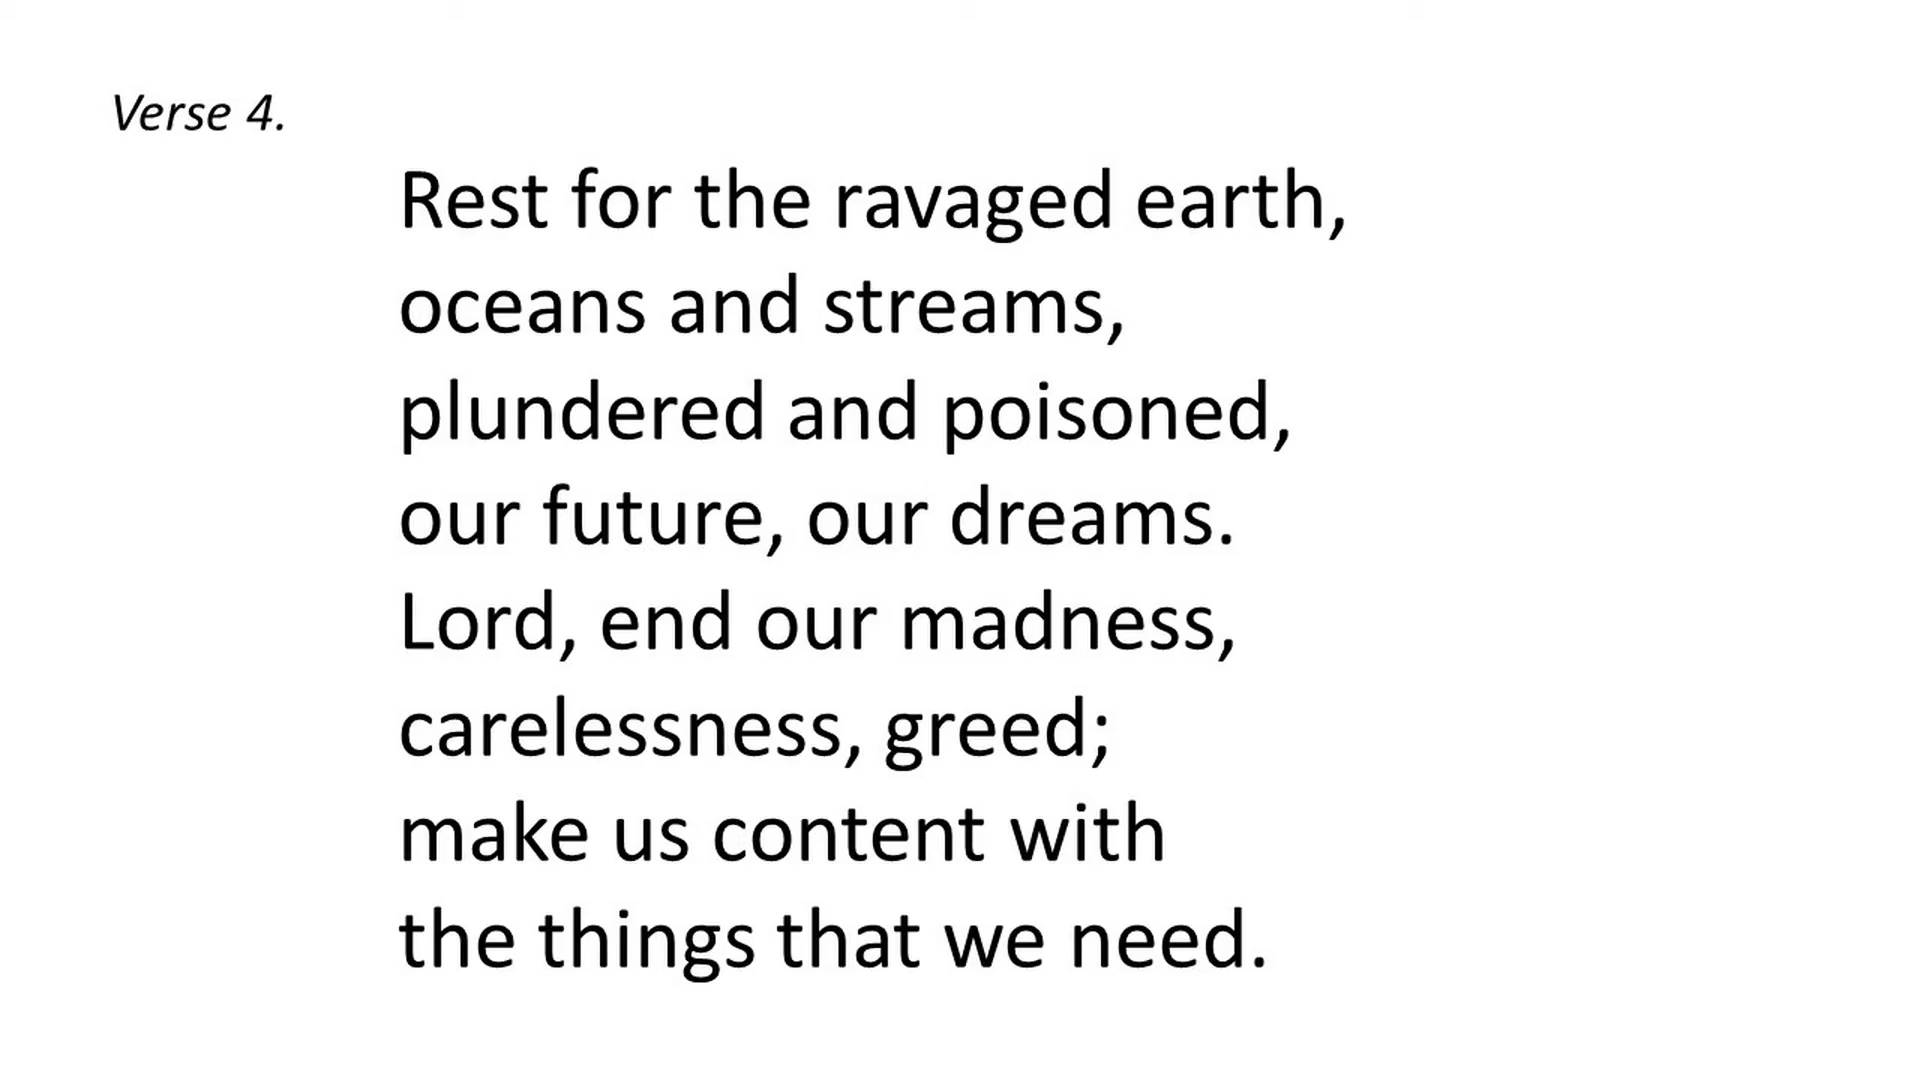 Verse 4.
Rest for the ravaged earth,
oceans and streams,
plundered and poisoned,
our future, our dreams.
Lord, end our madness,
carelessness, greed;
make us content with
the things that we need.